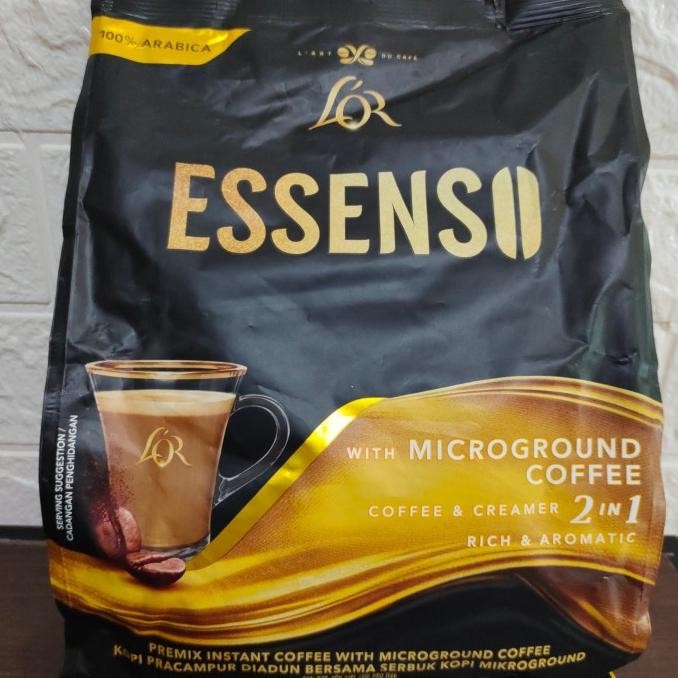 100% ARABICA
L'ART DU CAFÉ
L'OR
ESSENSO
SERVING SUGGESTION /
CADANGAN PENGHIDANGAN
L'OR
WITH MICROGROUND
COFFEE
COFFEE & CREAMER 2 IN 1
RICH & AROMATIC
PREMIX INSTANT COFFEE WITH MICROGROUND COFFEE
KOPI PRACAMPUR DIADUN BERSAMA SERBUK KOPI MIKROGROUND